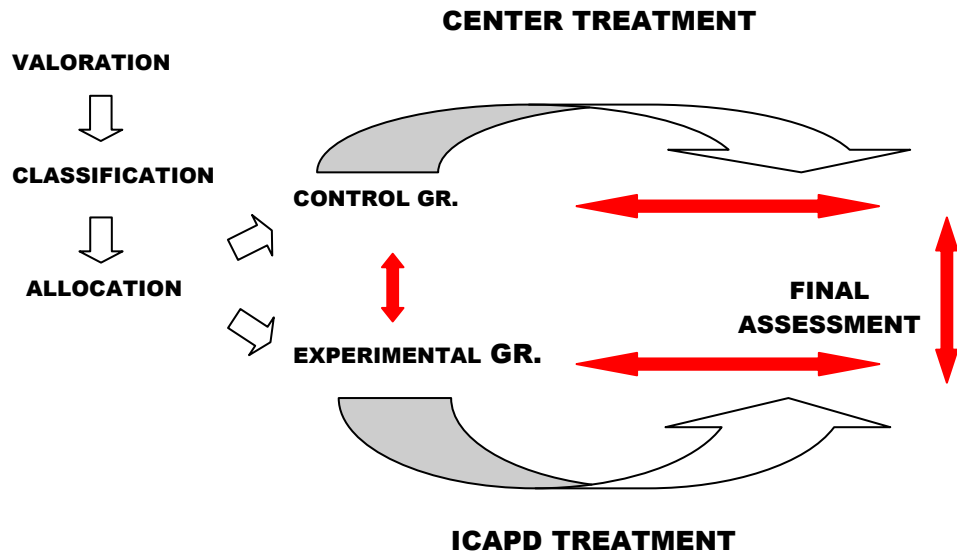 CENTER TREATMENT
VALORATION
CLASSIFICATION
CONTROL GR.
ALLOCATION
FINAL
ASSESSMENT
EXPERIMENTAL GR.
ICAPD TREATMENT